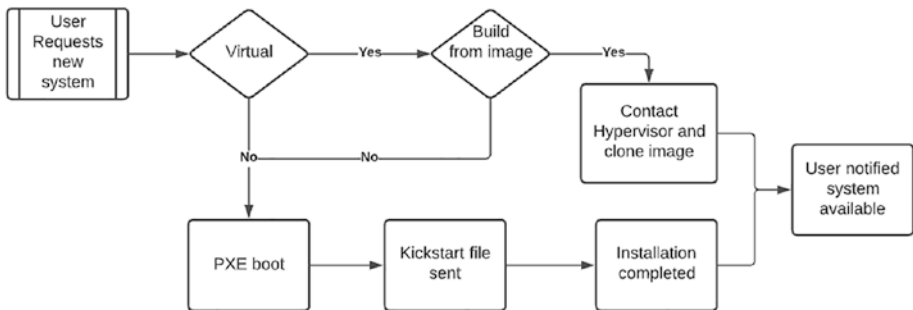 User
Requests
new
system
Virtual
Yes
Build
from image
Yes
Contact
Hypervisor and
clone image
No
No
User notified
system
available
PXE boot
Kickstart file
sent
Installation
completed